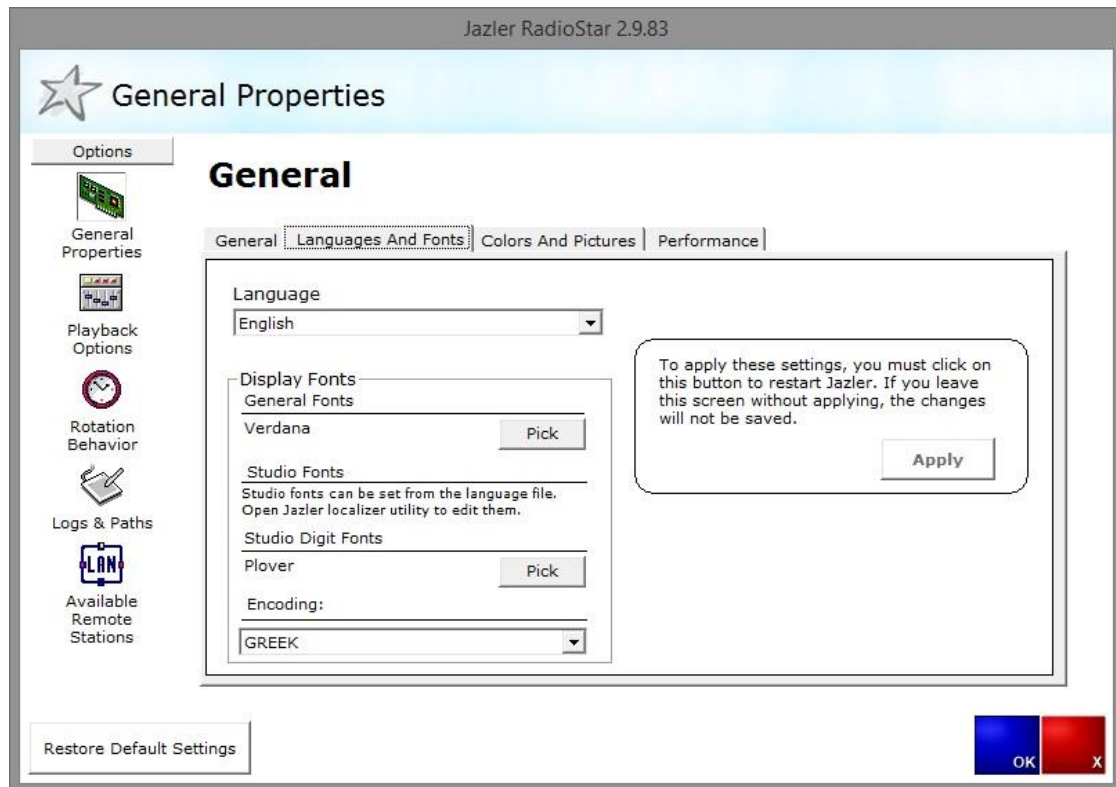 Jazler RadioStar 2.9.83
General Properties
Options
General
Properties
Playback
Options
Rotation
Behavior
Logs & Paths
LAN
Available
Remote
Stations
General
General
Languages And Fonts
Colors And Pictures
Performance
Language
English
Display Fonts
General Fonts
Verdana
Pick
Studio Fonts
Studio fonts can be set from the language file.
Open Jazler localizer utility to edit them.
Studio Digit Fonts
Plover
Pick
Encoding:
GREEK
To apply these settings, you must click on
this button to restart Jazler. If you leave
this screen without applying, the changes
will not be saved.
Apply
Restore Default Settings
OK
X